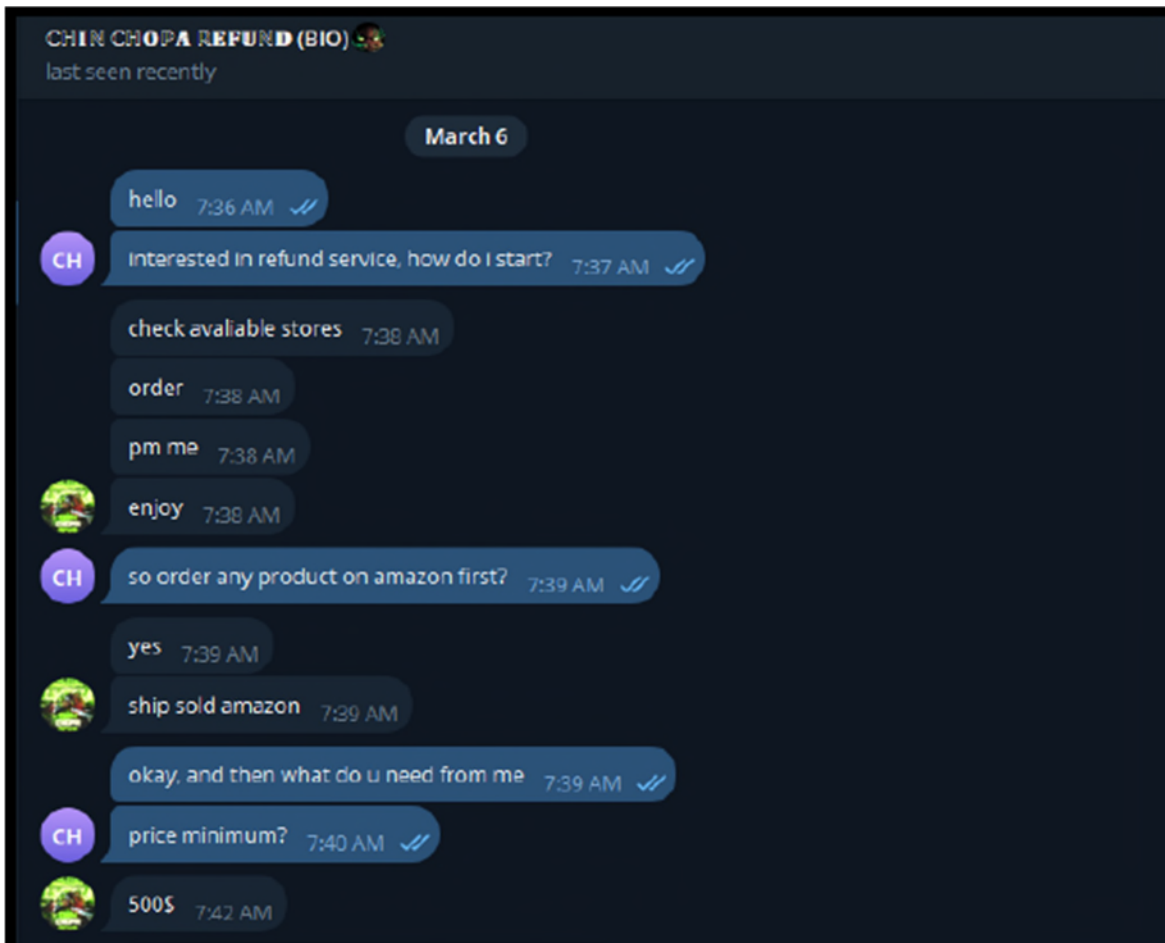 CHIN CHOPA REFUND (BIO)
last seen recently
March 6
hello 7:36 AM
CH
interested in refund service, how do i start? 7:37 AM
check avaliable stores 7:38 AM
order 7:38 AM
pm me 7:38 AM
enjoy 7:38 AM
CH
so order any product on amazon first? 7:39 AM
yes 7:39 AM
ship sold amazon 7:39 AM
okay, and then what do u need from me 7:39 AM
CH
price minimum? 7:40 AM
500$ 7:42 AM